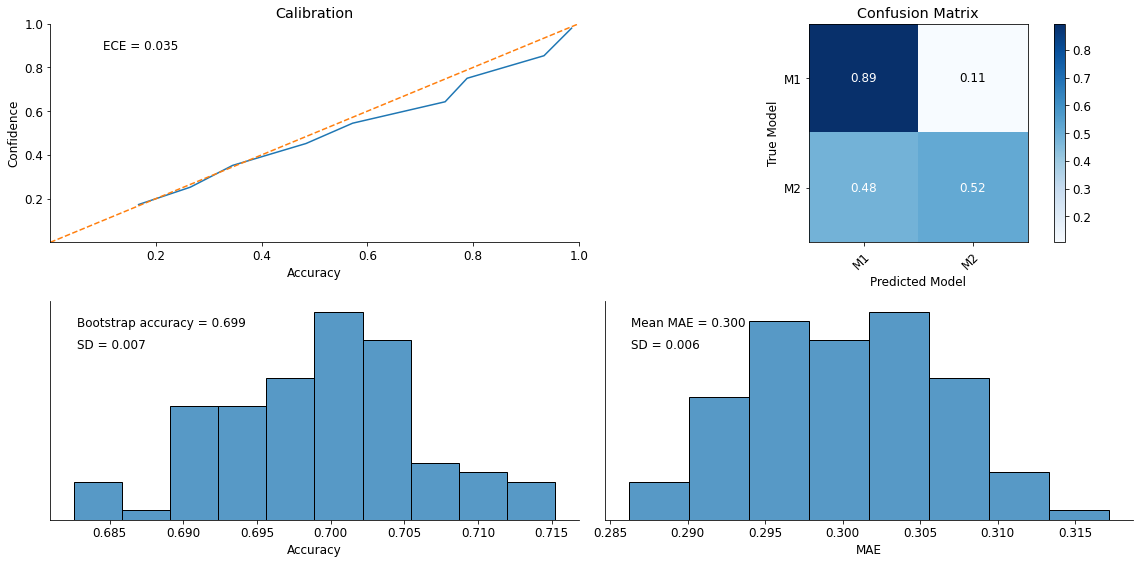 Calibration
ECE = 0.035
1.0
0.8
0.6
0.4
0.2
Confidence
0.2 0.4 0.6 0.8 1.0
Accuracy
Confusion Matrix
M1 0.89 0.11
M2 0.48 0.52
True Model
M1 M2
Predicted Model
0.8
0.7
0.6
0.5
0.4
0.3
0.2
Bootstrap accuracy = 0.699
SD = 0.007
0.685 0.690 0.695 0.700 0.705 0.710 0.715
Accuracy
Mean MAE = 0.300
SD = 0.006
0.285 0.290 0.295 0.300 0.305 0.310 0.315
MAE